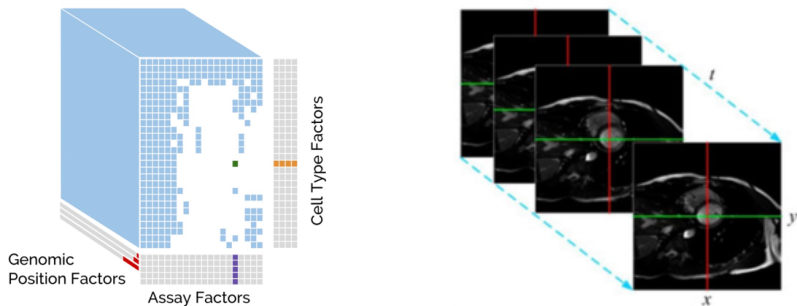 Cell Type Factors
Genomic
Position Factors
Assay Factors
t
y
x